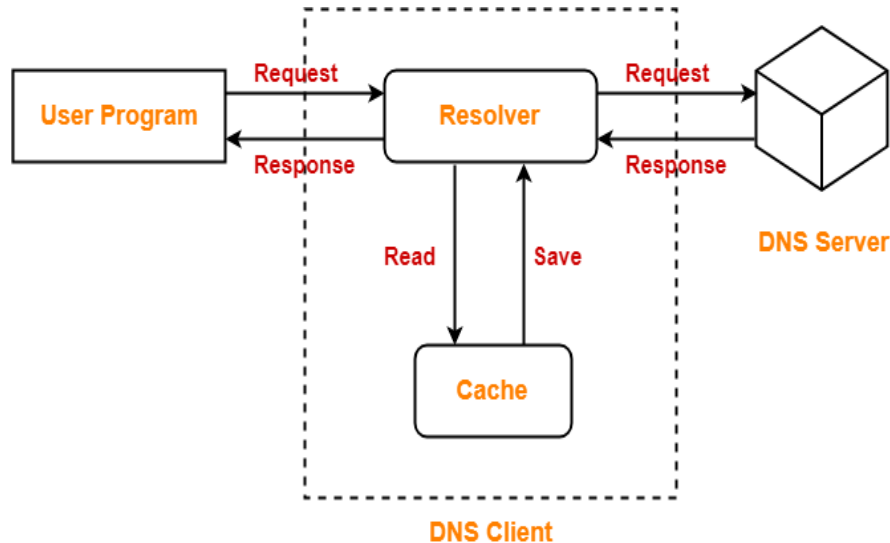 Request
Request
User Program
Resolver
Response
Response
DNS Server
Read
Save
Cache
DNS Client